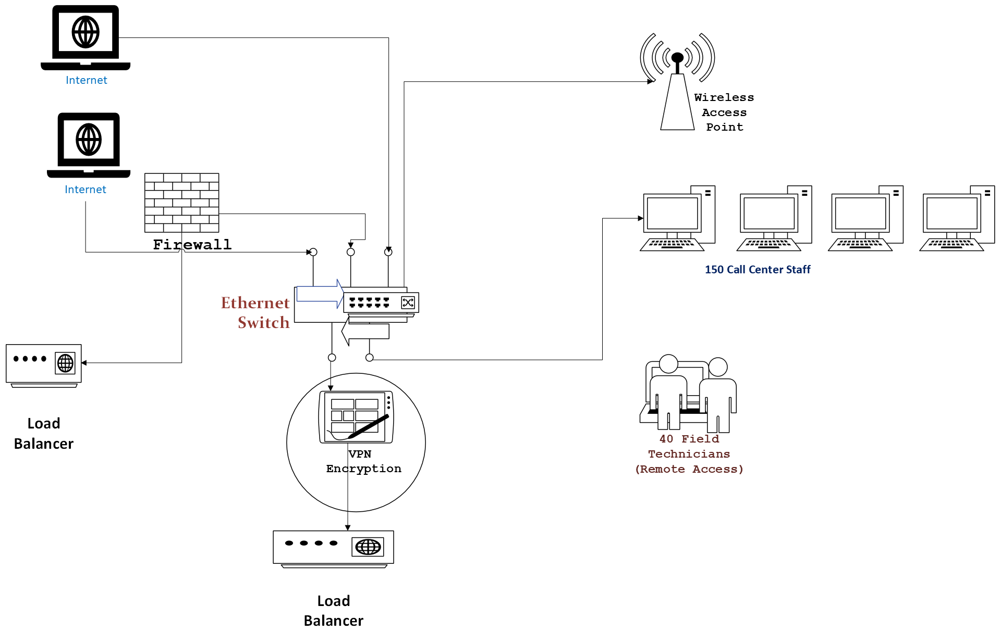 Internet
Wireless
Access
Point
Internet
Firewall
150 Call Center Staff
Ethernet
Switch
Load
Balancer
40 Field
Technicians
(Remote Access)
VPN
Encryption
Load
Balancer